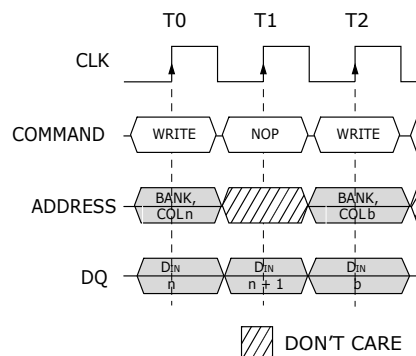 T0 T1 T2
CLK
COMMAND WRITE NOP WRITE
ADDRESS BANK, COLn BANK, COLb
DQ DIN n DIN n + 1 DIN b
DON'T CARE